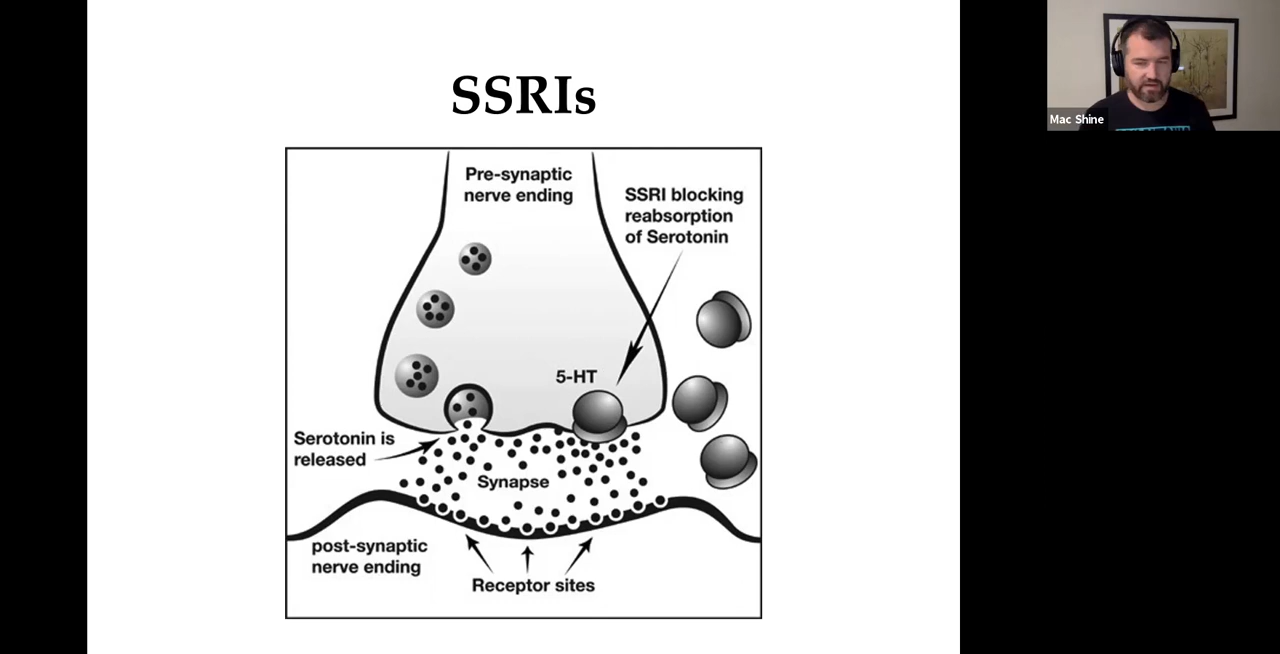 SSRIs
Pre-synaptic
nerve ending
SSRI blocking
reabsorption
of Serotonin
5-HT
Serotonin is
released
Synapse
post-synaptic
nerve ending
Receptor sites
Mac Shine